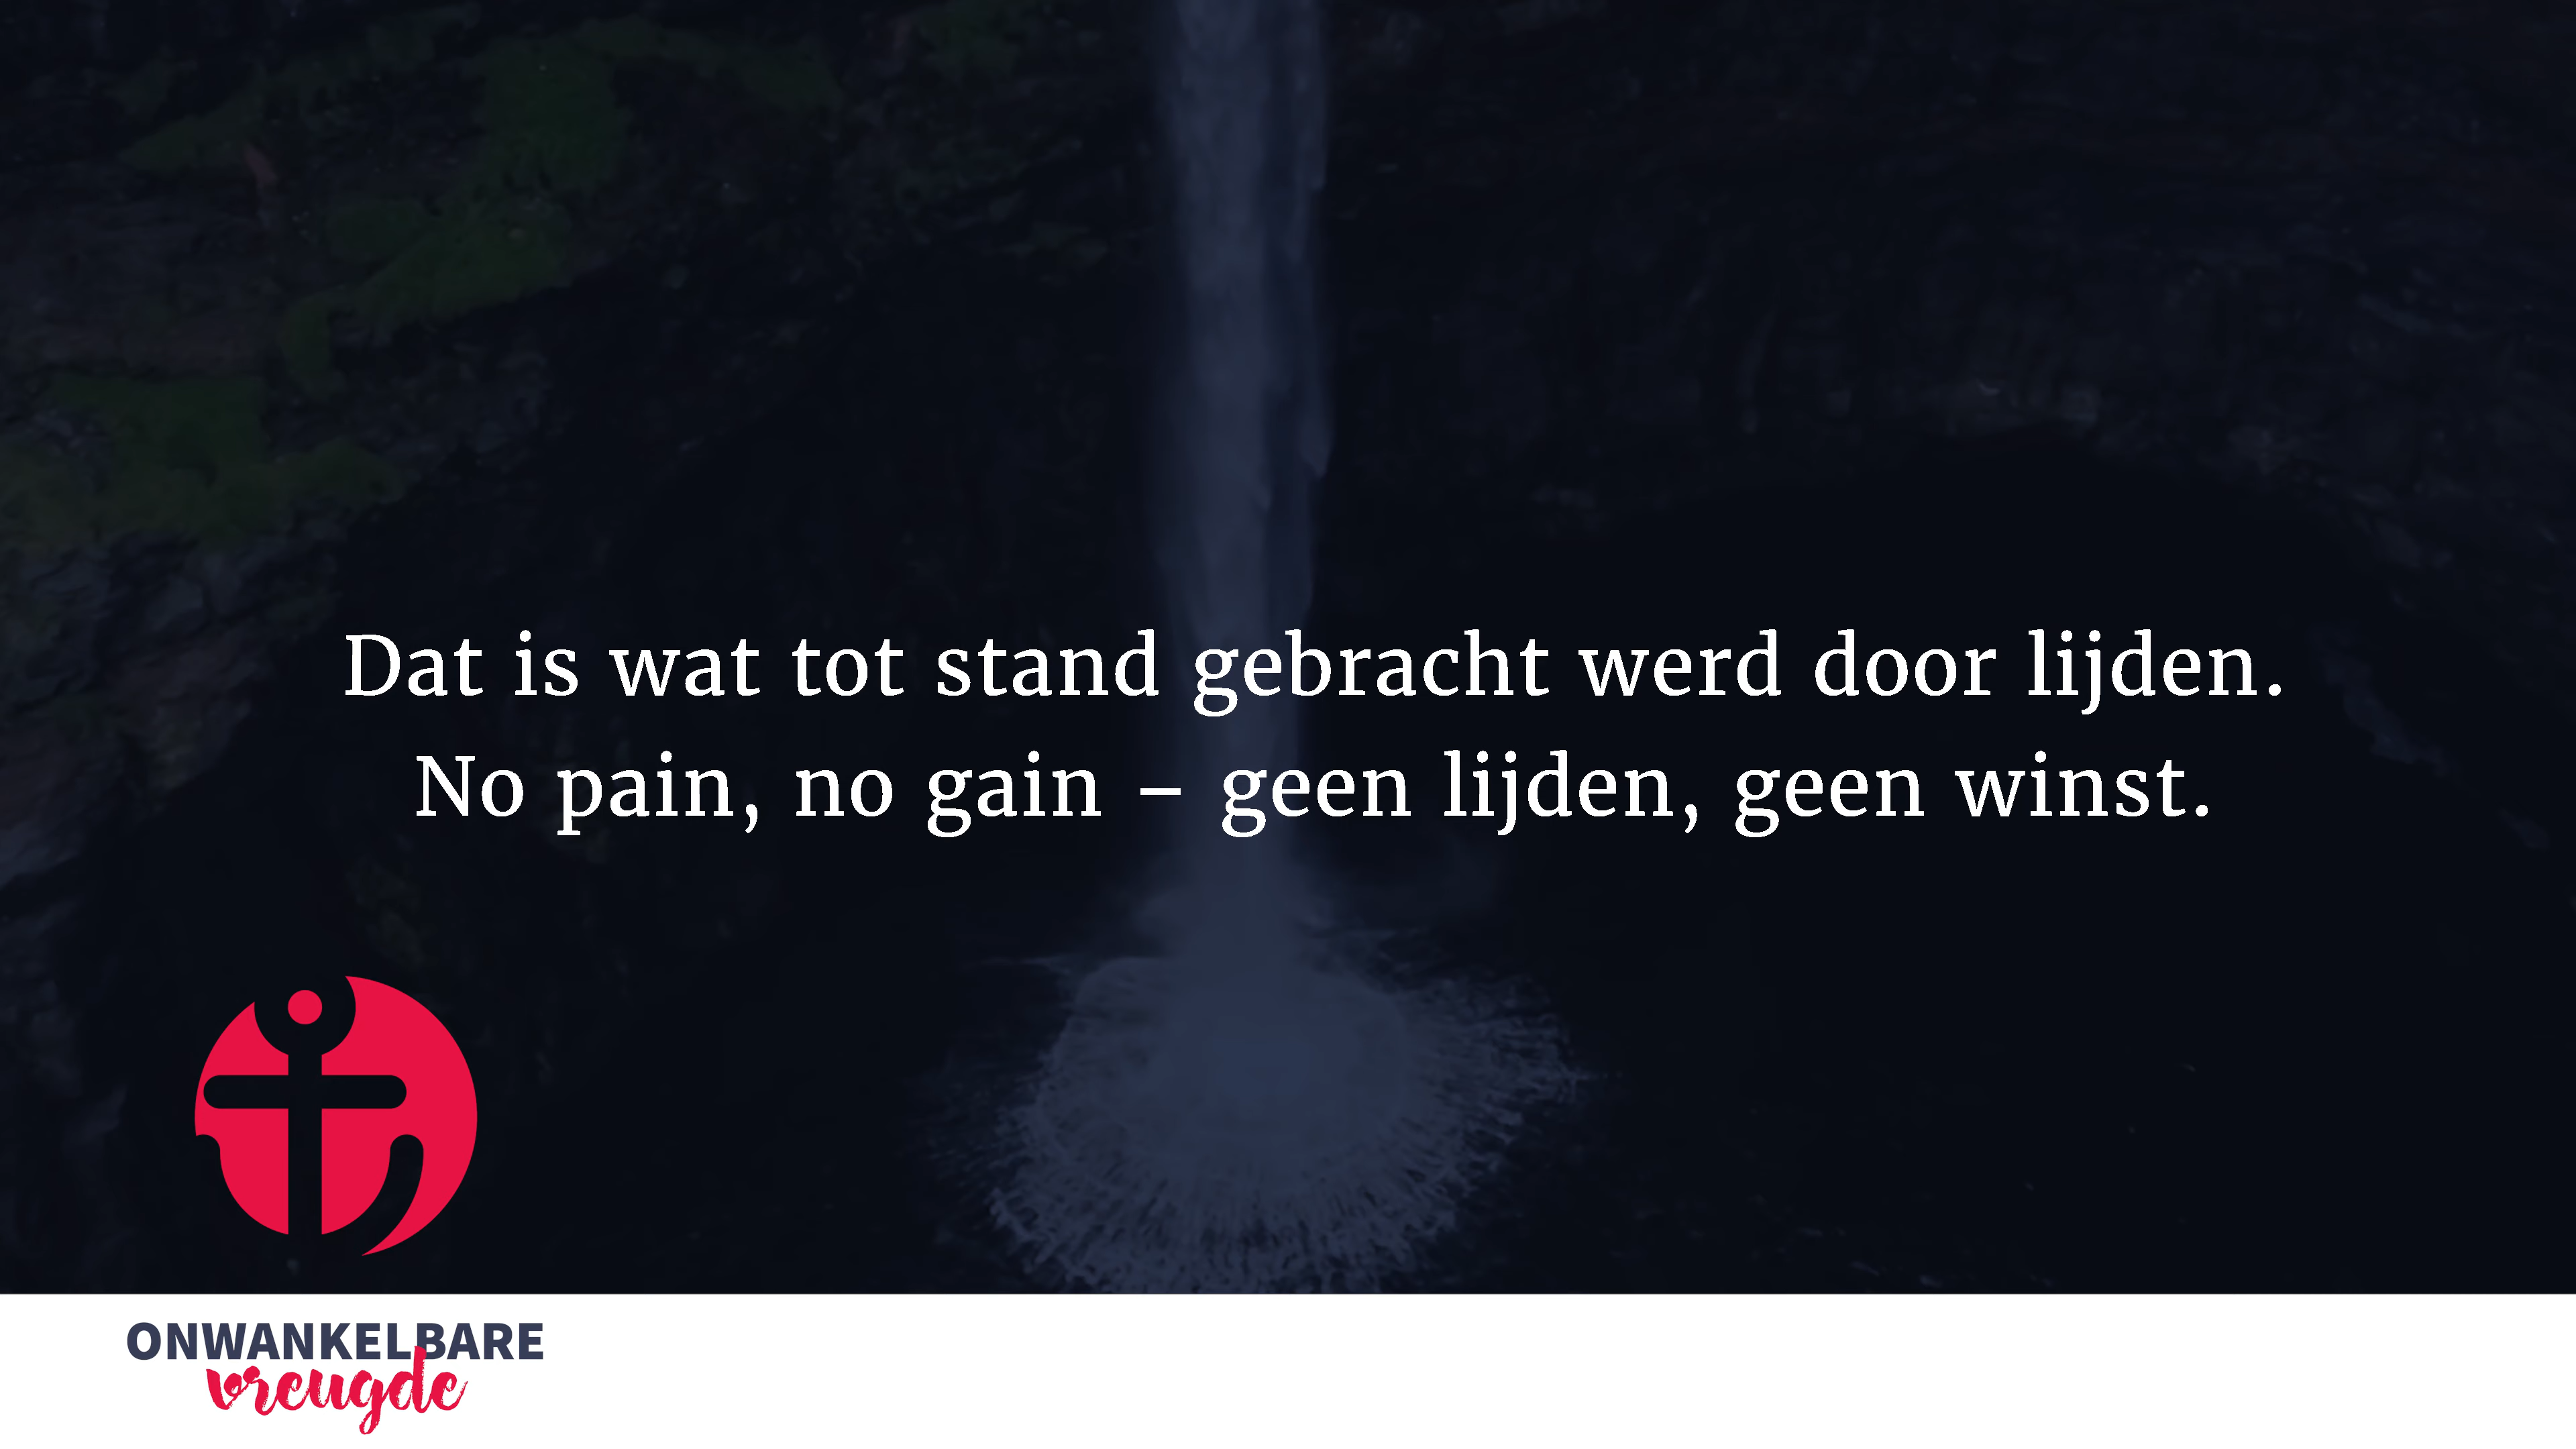 Dat is wat tot stand gebracht werd door lijden.
No pain, no gain – geen lijden, geen winst.
ONWANKELBARE
vreugde